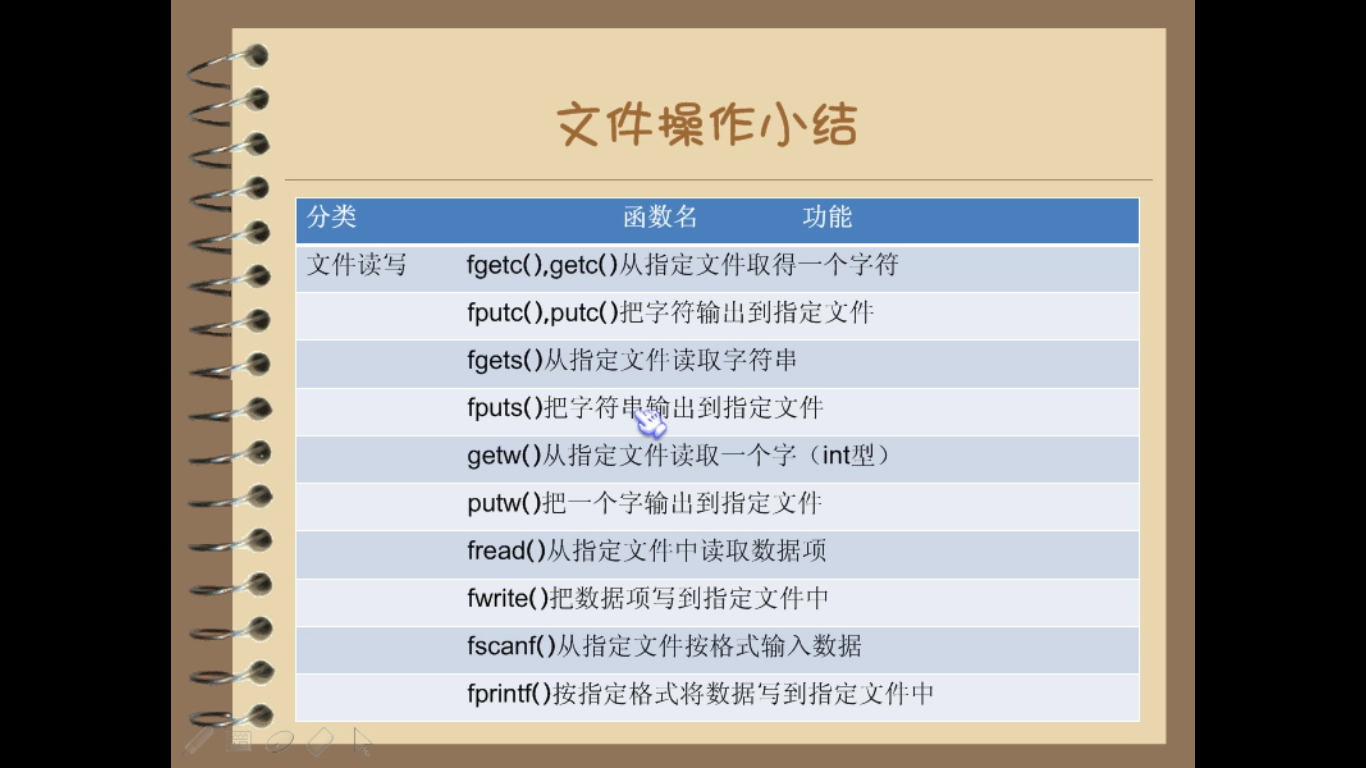 文件操作小结
分类 函数名 功能
文件读写 fgetc(),getc()从指定文件取得一个字符
fputc(),putc()把字符输出到指定文件
fgets()从指定文件读取字符串
fputs()把字符串输出到指定文件
getw()从指定文件读取一个字（int型）
putw()把一个字输出到指定文件
fread()从指定文件中读取数据项
fwrite()把数据项写到指定文件中
fscanf()从指定文件按格式输入数据
fprintf()按指定格式将数据写到指定文件中